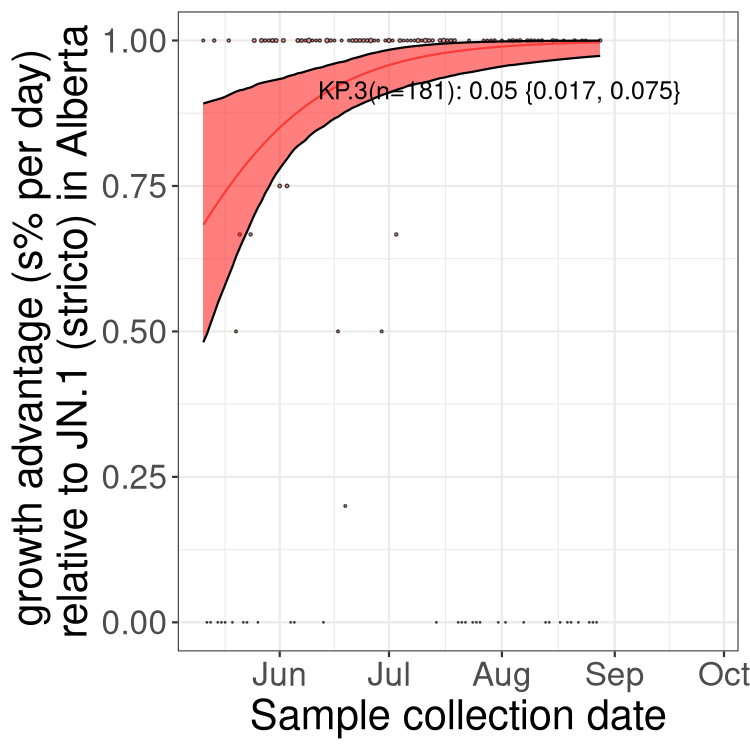 growth advantage (s% per day)
relative to JN.1 (stricto) in Alberta
1.00
0.75
0.50
0.25
0.00
KP.3(n=181): 0.05 {0.017, 0.075}
Jun Jul Aug Sep Oct
Sample collection date